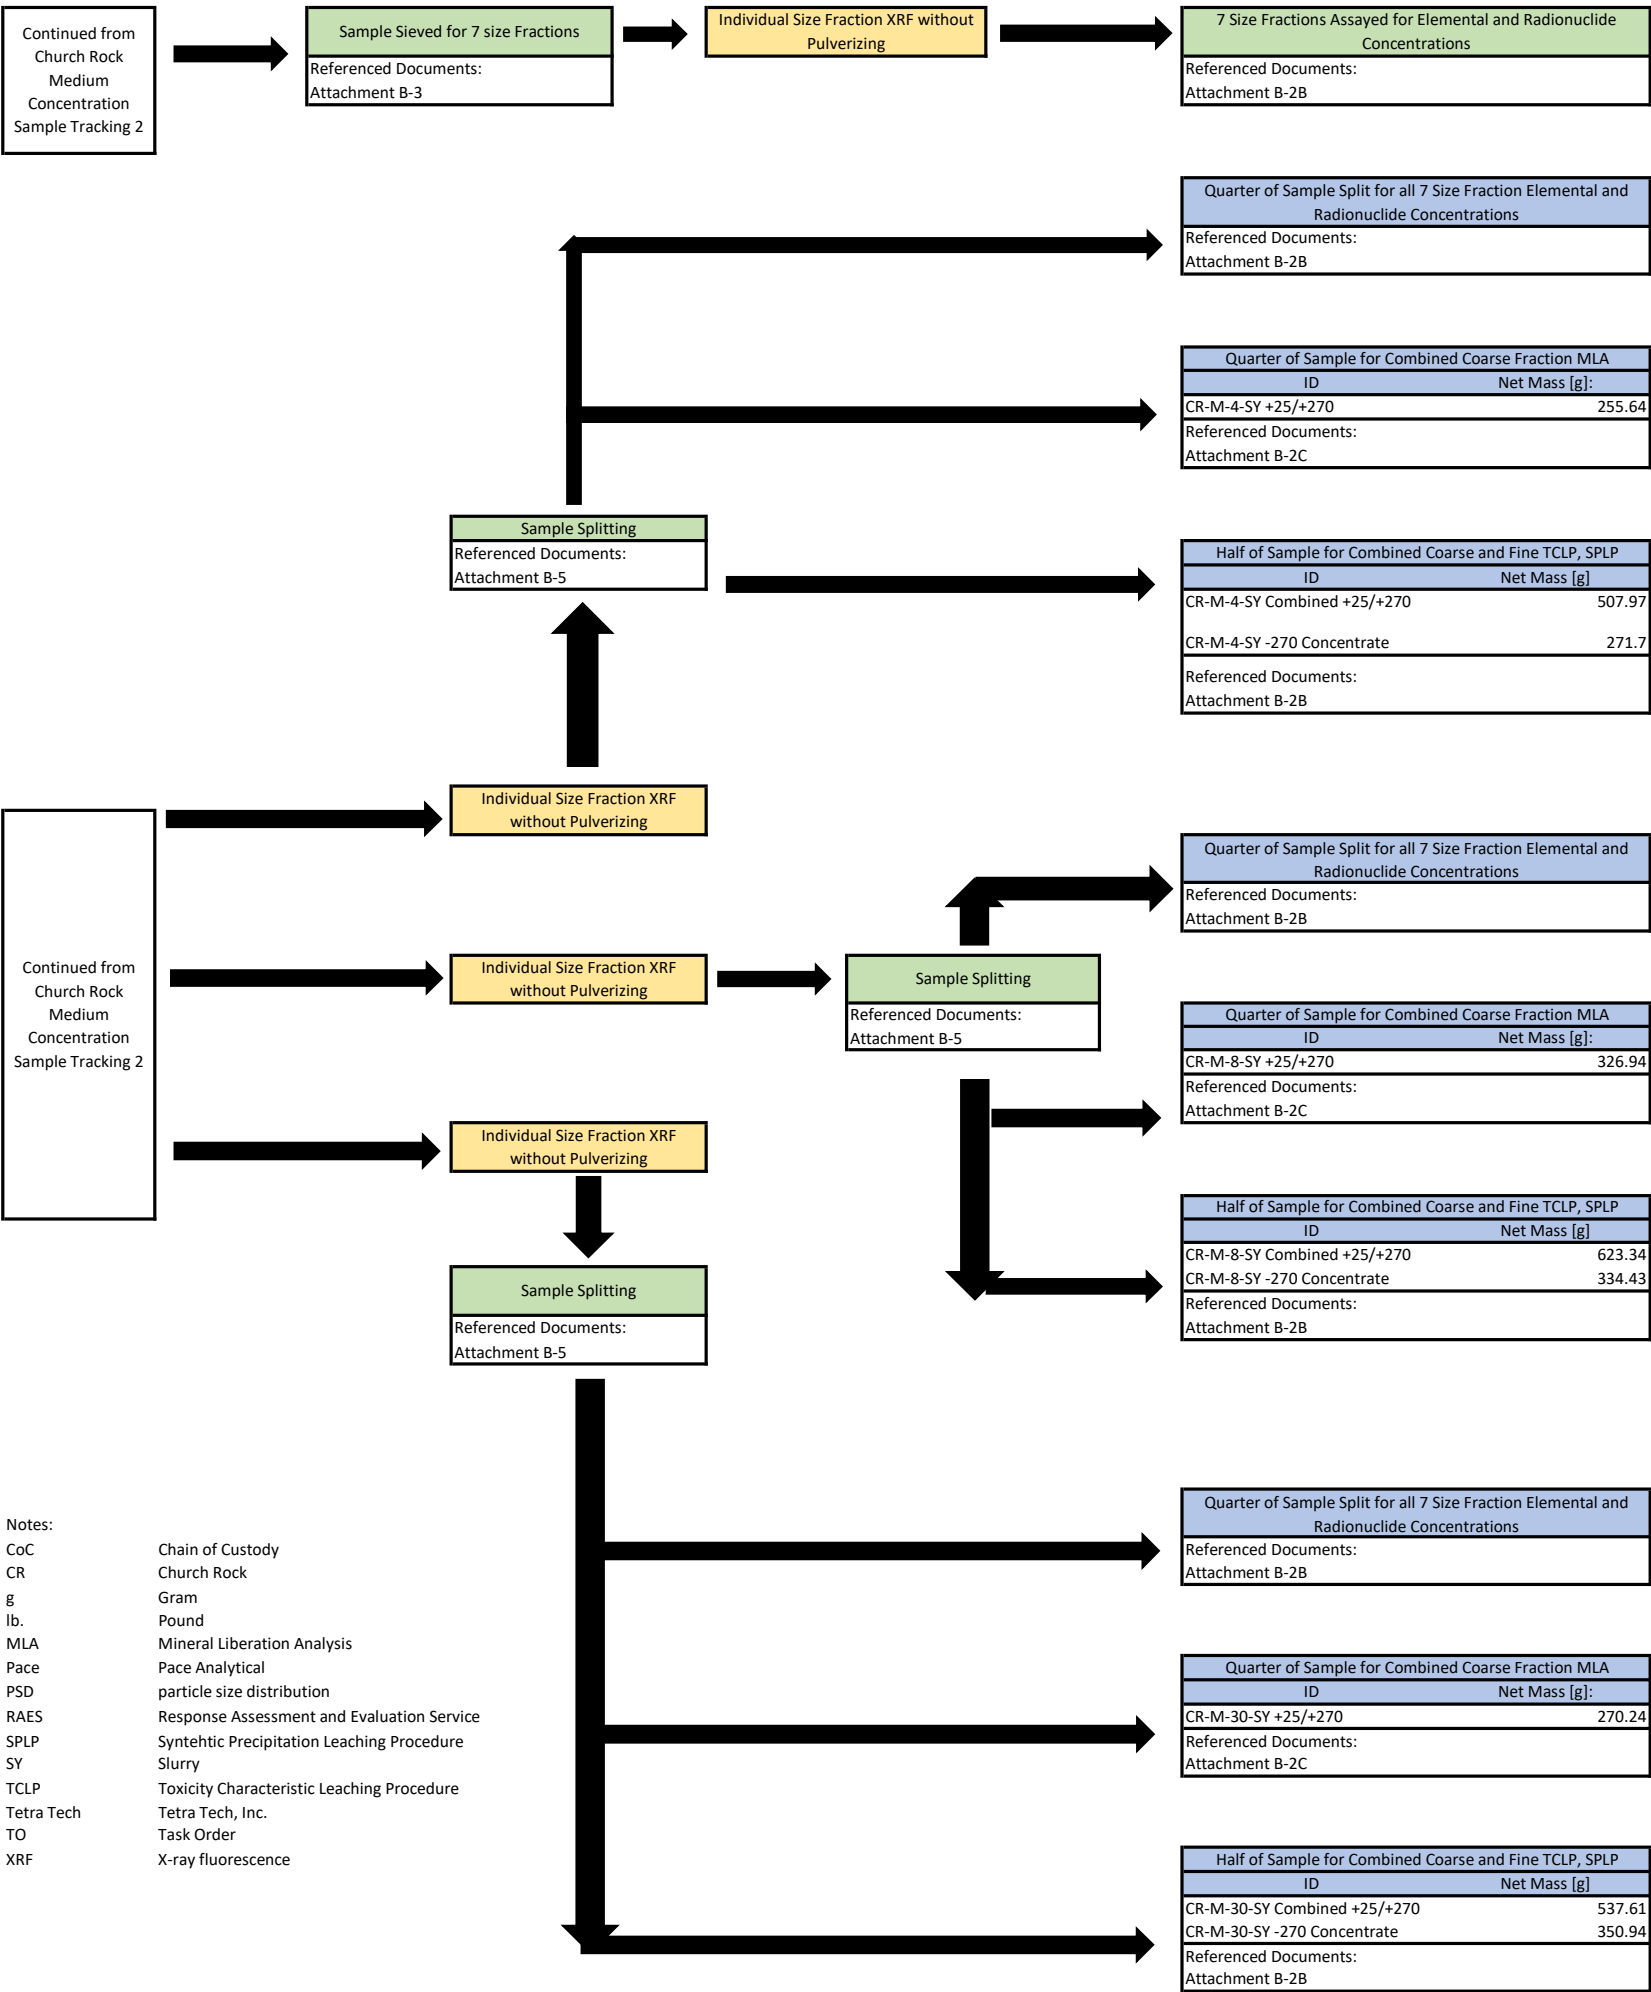 Continued from
Church Rock
Medium
Concentration
Sample Tracking 2
Sample Sieved for 7 size Fractions
Referenced Documents:
Attachment B-3
Individual Size Fraction XRF without
Pulverizing
7 Size Fractions Assayed for Elemental and Radionuclide
Concentrations
Referenced Documents:
Attachment B-2B
Quarter of Sample Split for all 7 Size Fraction Elemental and
Radionuclide Concentrations
Referenced Documents:
Attachment B-2B
Quarter of Sample for Combined Coarse Fraction MLA
ID Net Mass [g]:
CR-M-4-SY +25/+270 255.64
Referenced Documents:
Attachment B-2C
Sample Splitting
Referenced Documents:
Attachment B-5
Half of Sample for Combined Coarse and Fine TCLP, SPLP
ID Net Mass [g]
CR-M-4-SY Combined +25/+270 507.97
CR-M-4-SY -270 Concentrate 271.7
Referenced Documents:
Attachment B-2B
Individual Size Fraction XRF
without Pulverizing
Continued from
Church Rock
Medium
Concentration
Sample Tracking 2
Individual Size Fraction XRF
without Pulverizing
Sample Splitting
Referenced Documents:
Attachment B-5
Quarter of Sample Split for all 7 Size Fraction Elemental and
Radionuclide Concentrations
Referenced Documents:
Attachment B-2B
Quarter of Sample for Combined Coarse Fraction MLA
ID Net Mass [g]:
CR-M-8-SY +25/+270 326.94
Referenced Documents:
Attachment B-2C
Individual Size Fraction XRF
without Pulverizing
Half of Sample for Combined Coarse and Fine TCLP, SPLP
ID Net Mass [g]
CR-M-8-SY Combined +25/+270 623.34
CR-M-8-SY -270 Concentrate 334.43
Referenced Documents:
Attachment B-2B
Sample Splitting
Referenced Documents:
Attachment B-5
Quarter of Sample Split for all 7 Size Fraction Elemental and
Radionuclide Concentrations
Referenced Documents:
Attachment B-2B
Quarter of Sample for Combined Coarse Fraction MLA
ID Net Mass [g]:
CR-M-30-SY +25/+270 270.24
Referenced Documents:
Attachment B-2C
Half of Sample for Combined Coarse and Fine TCLP, SPLP
ID Net Mass [g]
CR-M-30-SY Combined +25/+270 537.61
CR-M-30-SY -270 Concentrate 350.94
Referenced Documents:
Attachment B-2B
Notes:
CoC Chain of Custody
CR Church Rock
g Gram
lb. Pound
MLA Mineral Liberation Analysis
Pace Pace Analytical
PSD particle size distribution
RAES Response Assessment and Evaluation Service
SPLP Syntehtic Precipitation Leaching Procedure
SY Slurry
TCLP Toxicity Characteristic Leaching Procedure
Tetra Tech Tetra Tech, Inc.
TO Task Order
XRF X-ray fluorescence